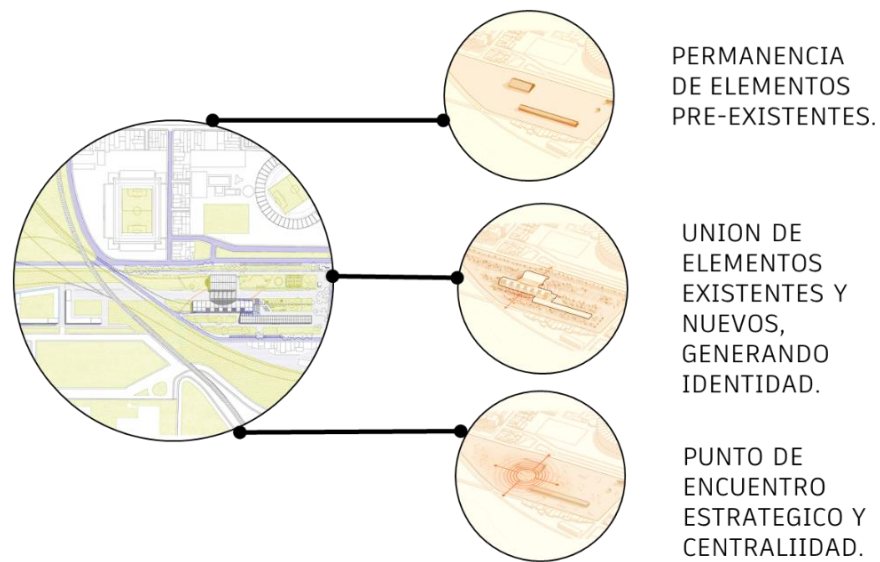 PERMANENCIA
DE ELEMENTOS
PRE-EXISTENTES.
UNION DE
ELEMENTOS
EXISTENTES Y
NUEVOS,
GENERANDO
IDENTIDAD.
PUNTO DE
ENCUENTRO
ESTRATEGICO Y
CENTRALIIDAD.